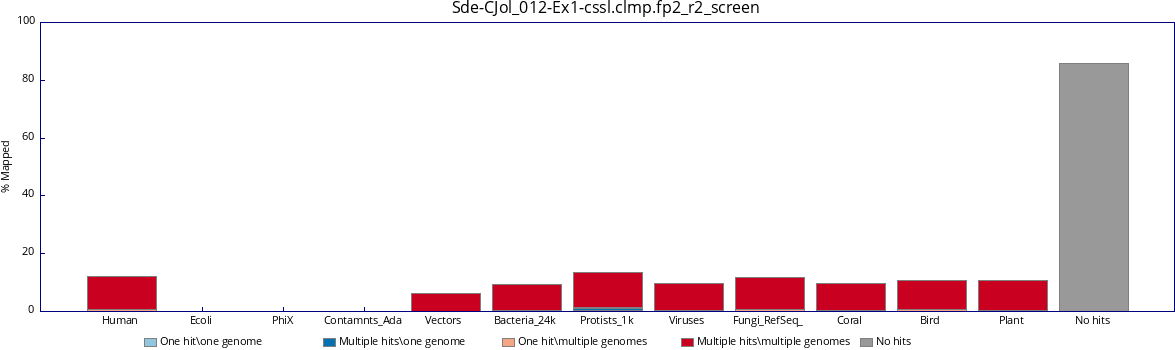 Sde-CJol_012-Ex1-cssl.clmp.fp2_r2_screen
100
80
60
40
20
0
% Mapped
Human Ecoli PhiX Contamnts_Ada Vectors Bacteria_24k Protists_1k Viruses Fungi_RefSeq_ Coral Bird Plant No hits
One hit\one genome Multiple hits\one genome One hit\multiple genomes Multiple hits\multiple genomes No hits